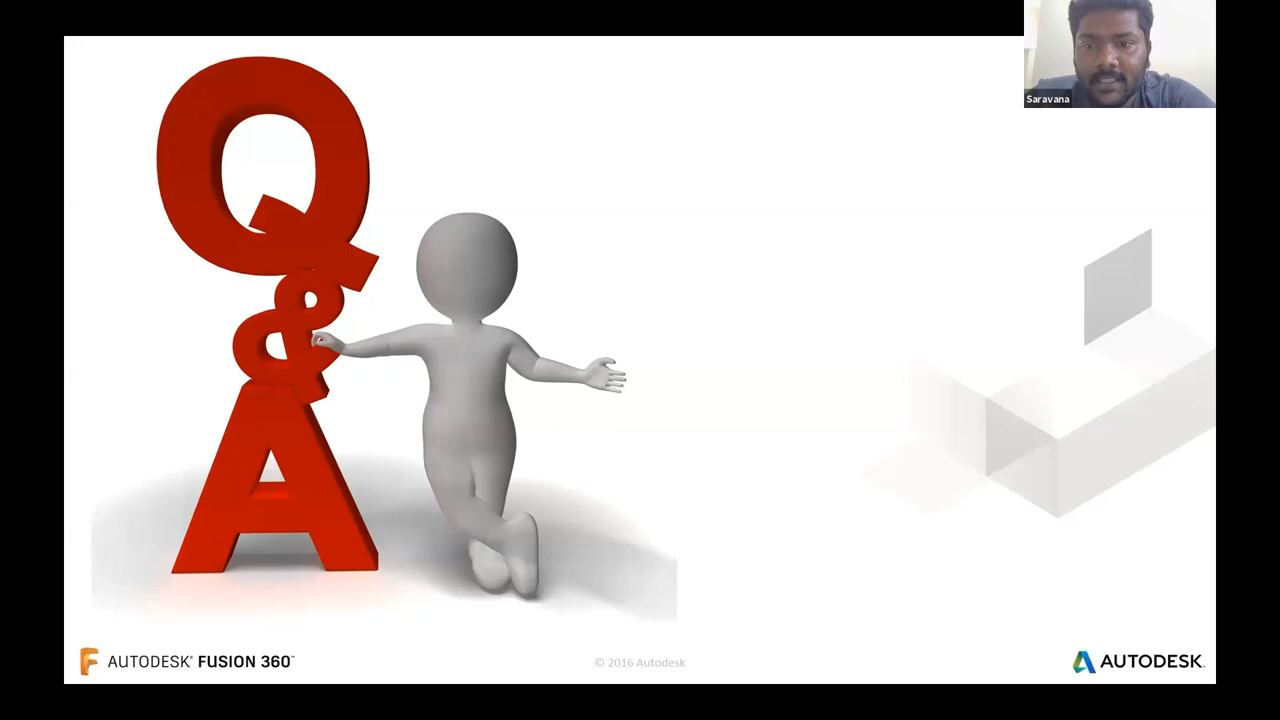 Saravana
Q
&
A
AUTODESK® FUSION 360™
© 2016 Autodesk
AUTODESK.